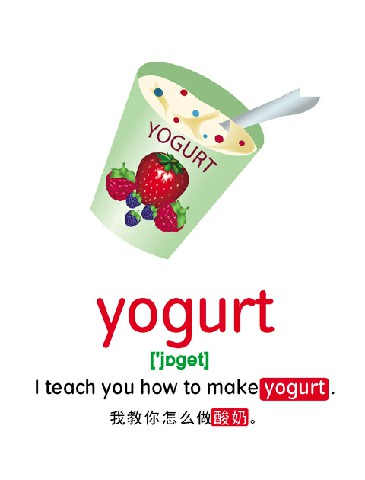 YOGURT
yogurt
['jɒgət]
I teach you how to make yogurt.
我教你怎么做酸奶。